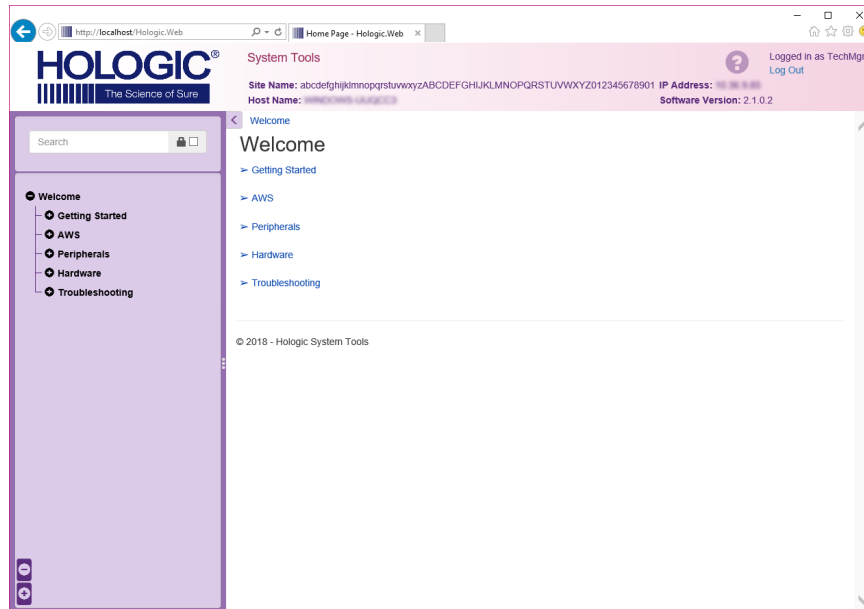 http://localhost/Hologic.Web
Home Page - Hologic.Web
HOLOGIC®
The Science of Sure
System Tools
Logged in as TechMgr
Log Out
Site Name: abcdefghijklmnopqrstuvwxyzABCDEFGHIJKLMNOPQRSTUVWXYZ012345678901 IP Address:
Host Name:
Software Version: 2.1.0.2
Search
Welcome
Getting Started
AWS
Peripherals
Hardware
Troubleshooting
Welcome
Welcome
➢ Getting Started
➢ AWS
➢ Peripherals
➢ Hardware
➢ Troubleshooting
© 2018 - Hologic System Tools